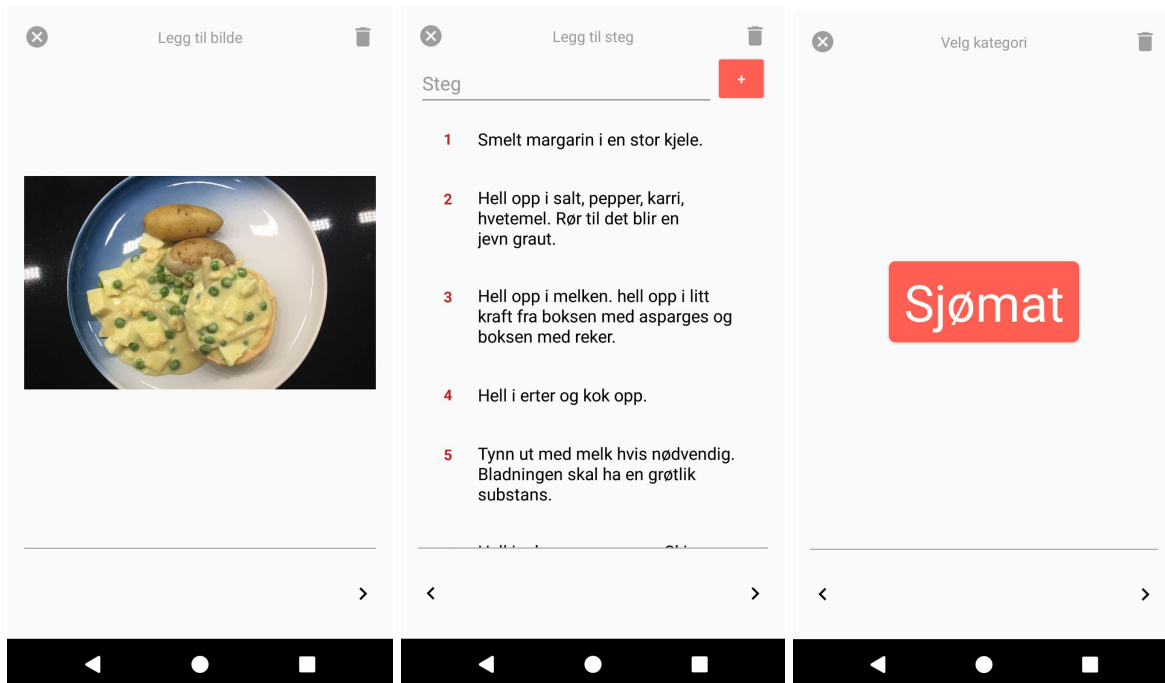 Legg til bilde
Legg til steg
Steg
+
1 Smelt margarin i en stor kjele.
2 Hell opp i salt, pepper, karri,
hvetemel. Rør til det blir en
jevn graut.
3 Hell opp i melken. hell opp i litt
kraft fra boksen med asparges og
boksen med reker.
4 Hell i erter og kok opp.
5 Tynn ut med melk hvis nødvendig.
Bladningen skal ha en grøtlik
substans.
Velg kategori
Sjømat